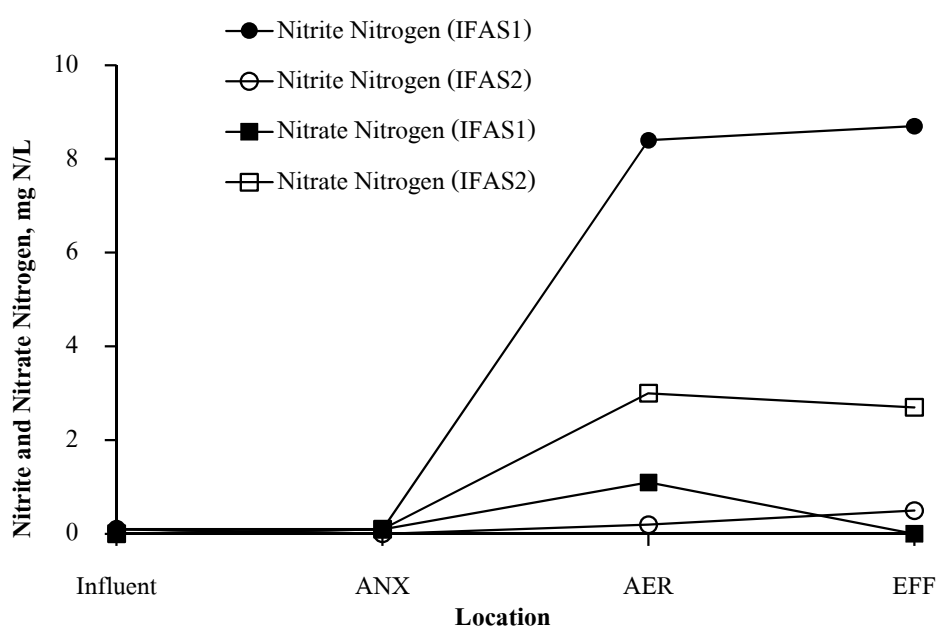 Nitrite Nitrogen (IFAS1)
Nitrite Nitrogen (IFAS2)
Nitrate Nitrogen (IFAS1)
Nitrate Nitrogen (IFAS2)
Nitrite and Nitrate Nitrogen, mg N/L
10
8
6
4
2
0
Influent ANX AER EFF
Location